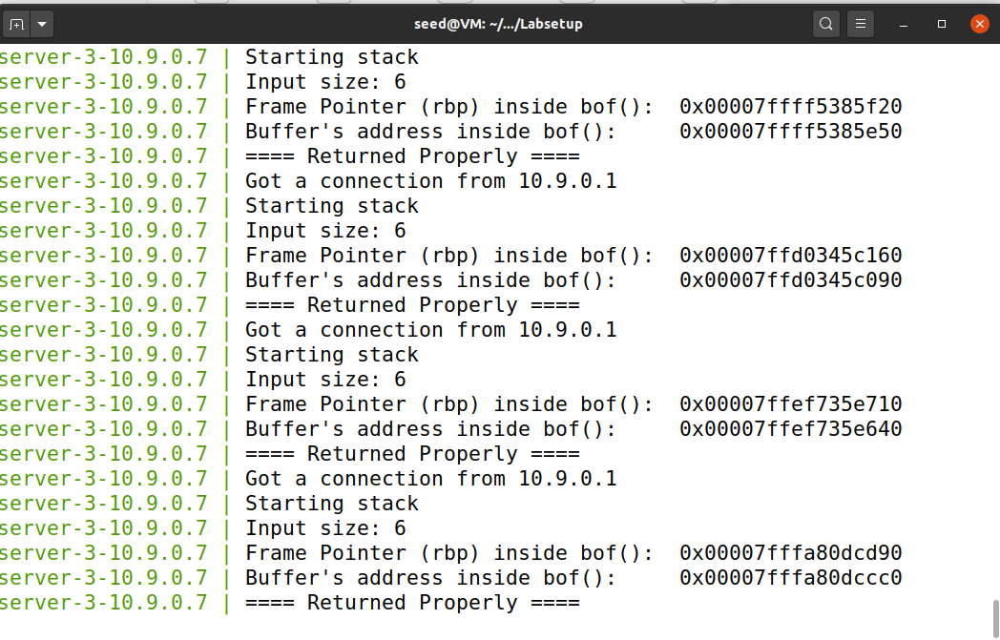 seed@VM: ~/.../Labsetup
server-3-10.9.0.7 | Starting stack
server-3-10.9.0.7 | Input size: 6
server-3-10.9.0.7 | Frame Pointer (rbp) inside bof():  0x00007ffff5385f20
server-3-10.9.0.7 | Buffer's address inside bof():     0x00007ffff5385e50
server-3-10.9.0.7 | ==== Returned Properly ====
server-3-10.9.0.7 | Got a connection from 10.9.0.1
server-3-10.9.0.7 | Starting stack
server-3-10.9.0.7 | Input size: 6
server-3-10.9.0.7 | Frame Pointer (rbp) inside bof():  0x00007ffd0345c160
server-3-10.9.0.7 | Buffer's address inside bof():     0x00007ffd0345c090
server-3-10.9.0.7 | ==== Returned Properly ====
server-3-10.9.0.7 | Got a connection from 10.9.0.1
server-3-10.9.0.7 | Starting stack
server-3-10.9.0.7 | Input size: 6
server-3-10.9.0.7 | Frame Pointer (rbp) inside bof():  0x00007ffef735e710
server-3-10.9.0.7 | Buffer's address inside bof():     0x00007ffef735e640
server-3-10.9.0.7 | ==== Returned Properly ====
server-3-10.9.0.7 | Got a connection from 10.9.0.1
server-3-10.9.0.7 | Starting stack
server-3-10.9.0.7 | Input size: 6
server-3-10.9.0.7 | Frame Pointer (rbp) inside bof():  0x00007fffa80dcd90
server-3-10.9.0.7 | Buffer's address inside bof():     0x00007fffa80dccc0
server-3-10.9.0.7 | ==== Returned Properly ====